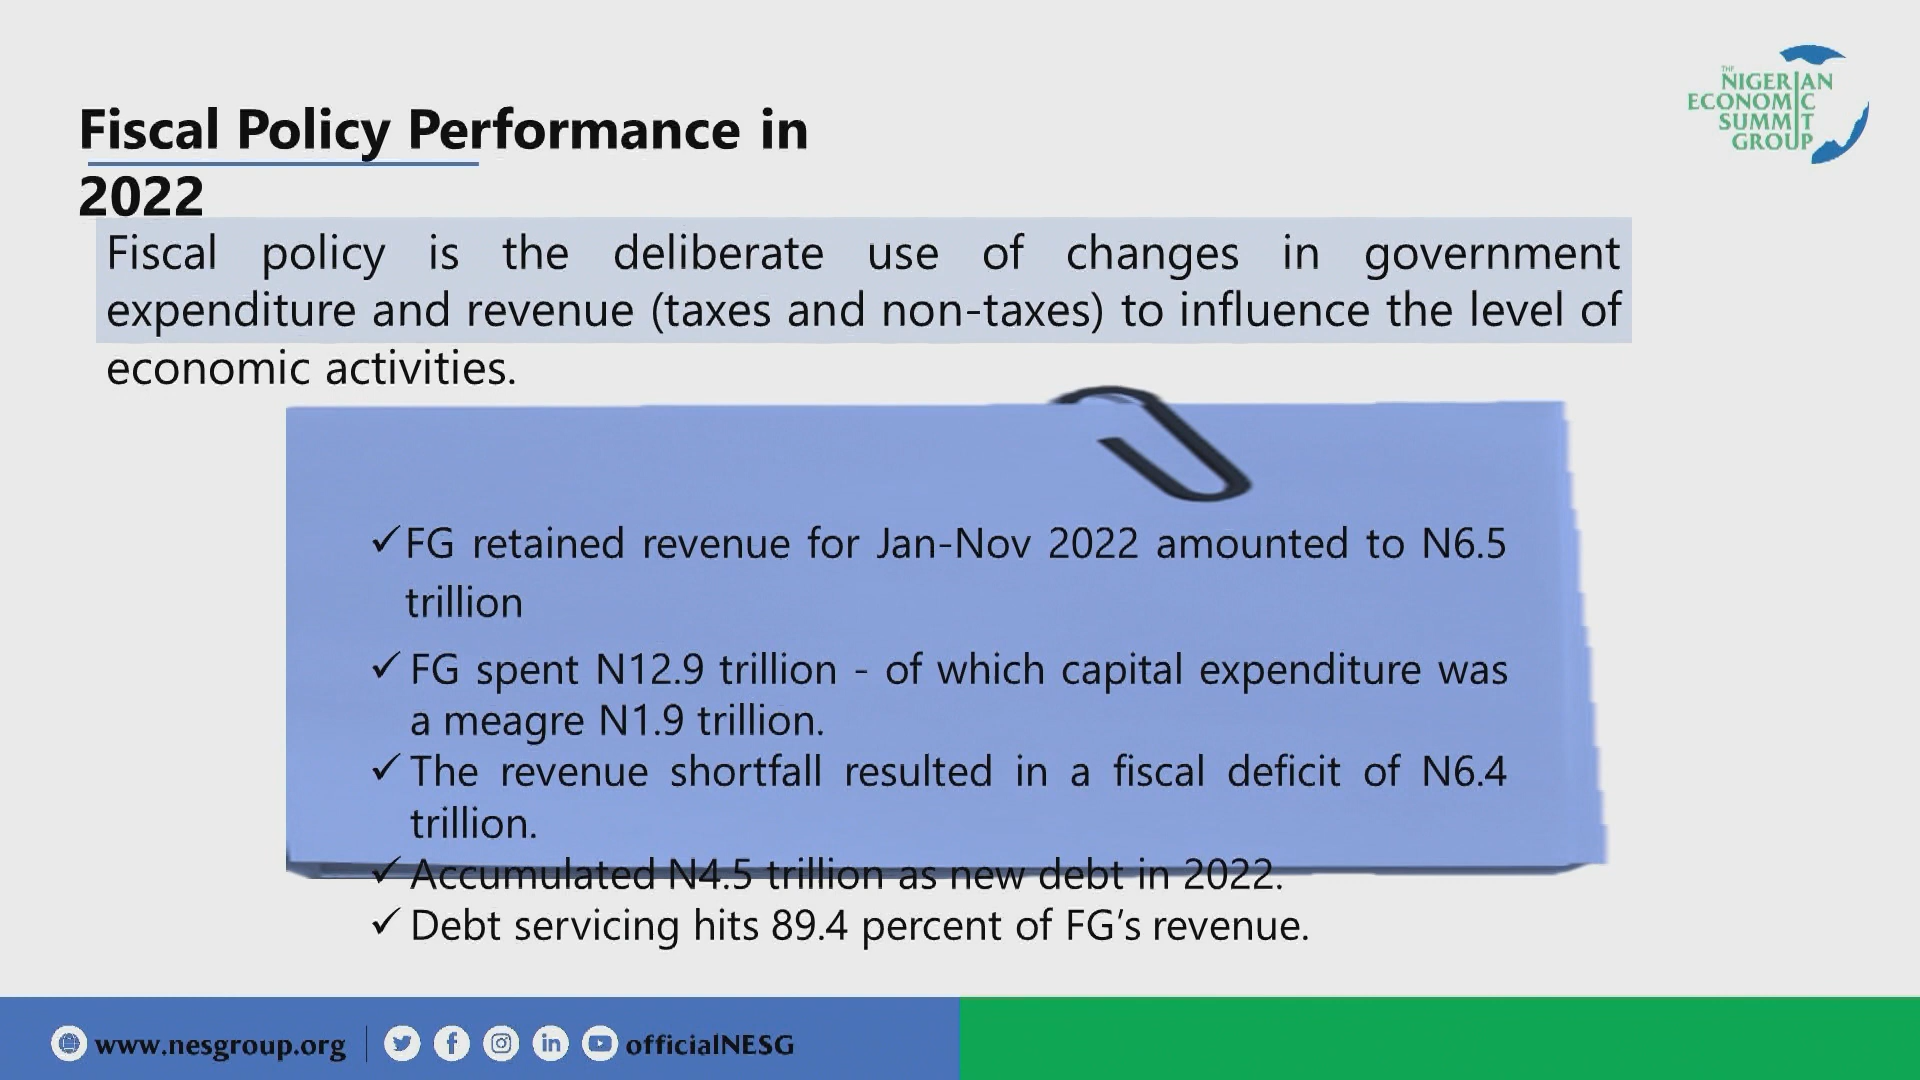 THE
NIGERIAN
ECONOMIC
SUMMIT
GROUP
Fiscal Policy Performance in
2022
Fiscal policy is the deliberate use of changes in government
expenditure and revenue (taxes and non-taxes) to influence the level of
economic activities.
✓FG retained revenue for Jan-Nov 2022 amounted to N6.5
trillion
✓FG spent N12.9 trillion - of which capital expenditure was
a meagre N1.9 trillion.
✓The revenue shortfall resulted in a fiscal deficit of N6.4
trillion.
✓Accumulated N4.5 trillion as new debt in 2022.
✓Debt servicing hits 89.4 percent of FG’s revenue.
www.nesgroup.org officialNESG